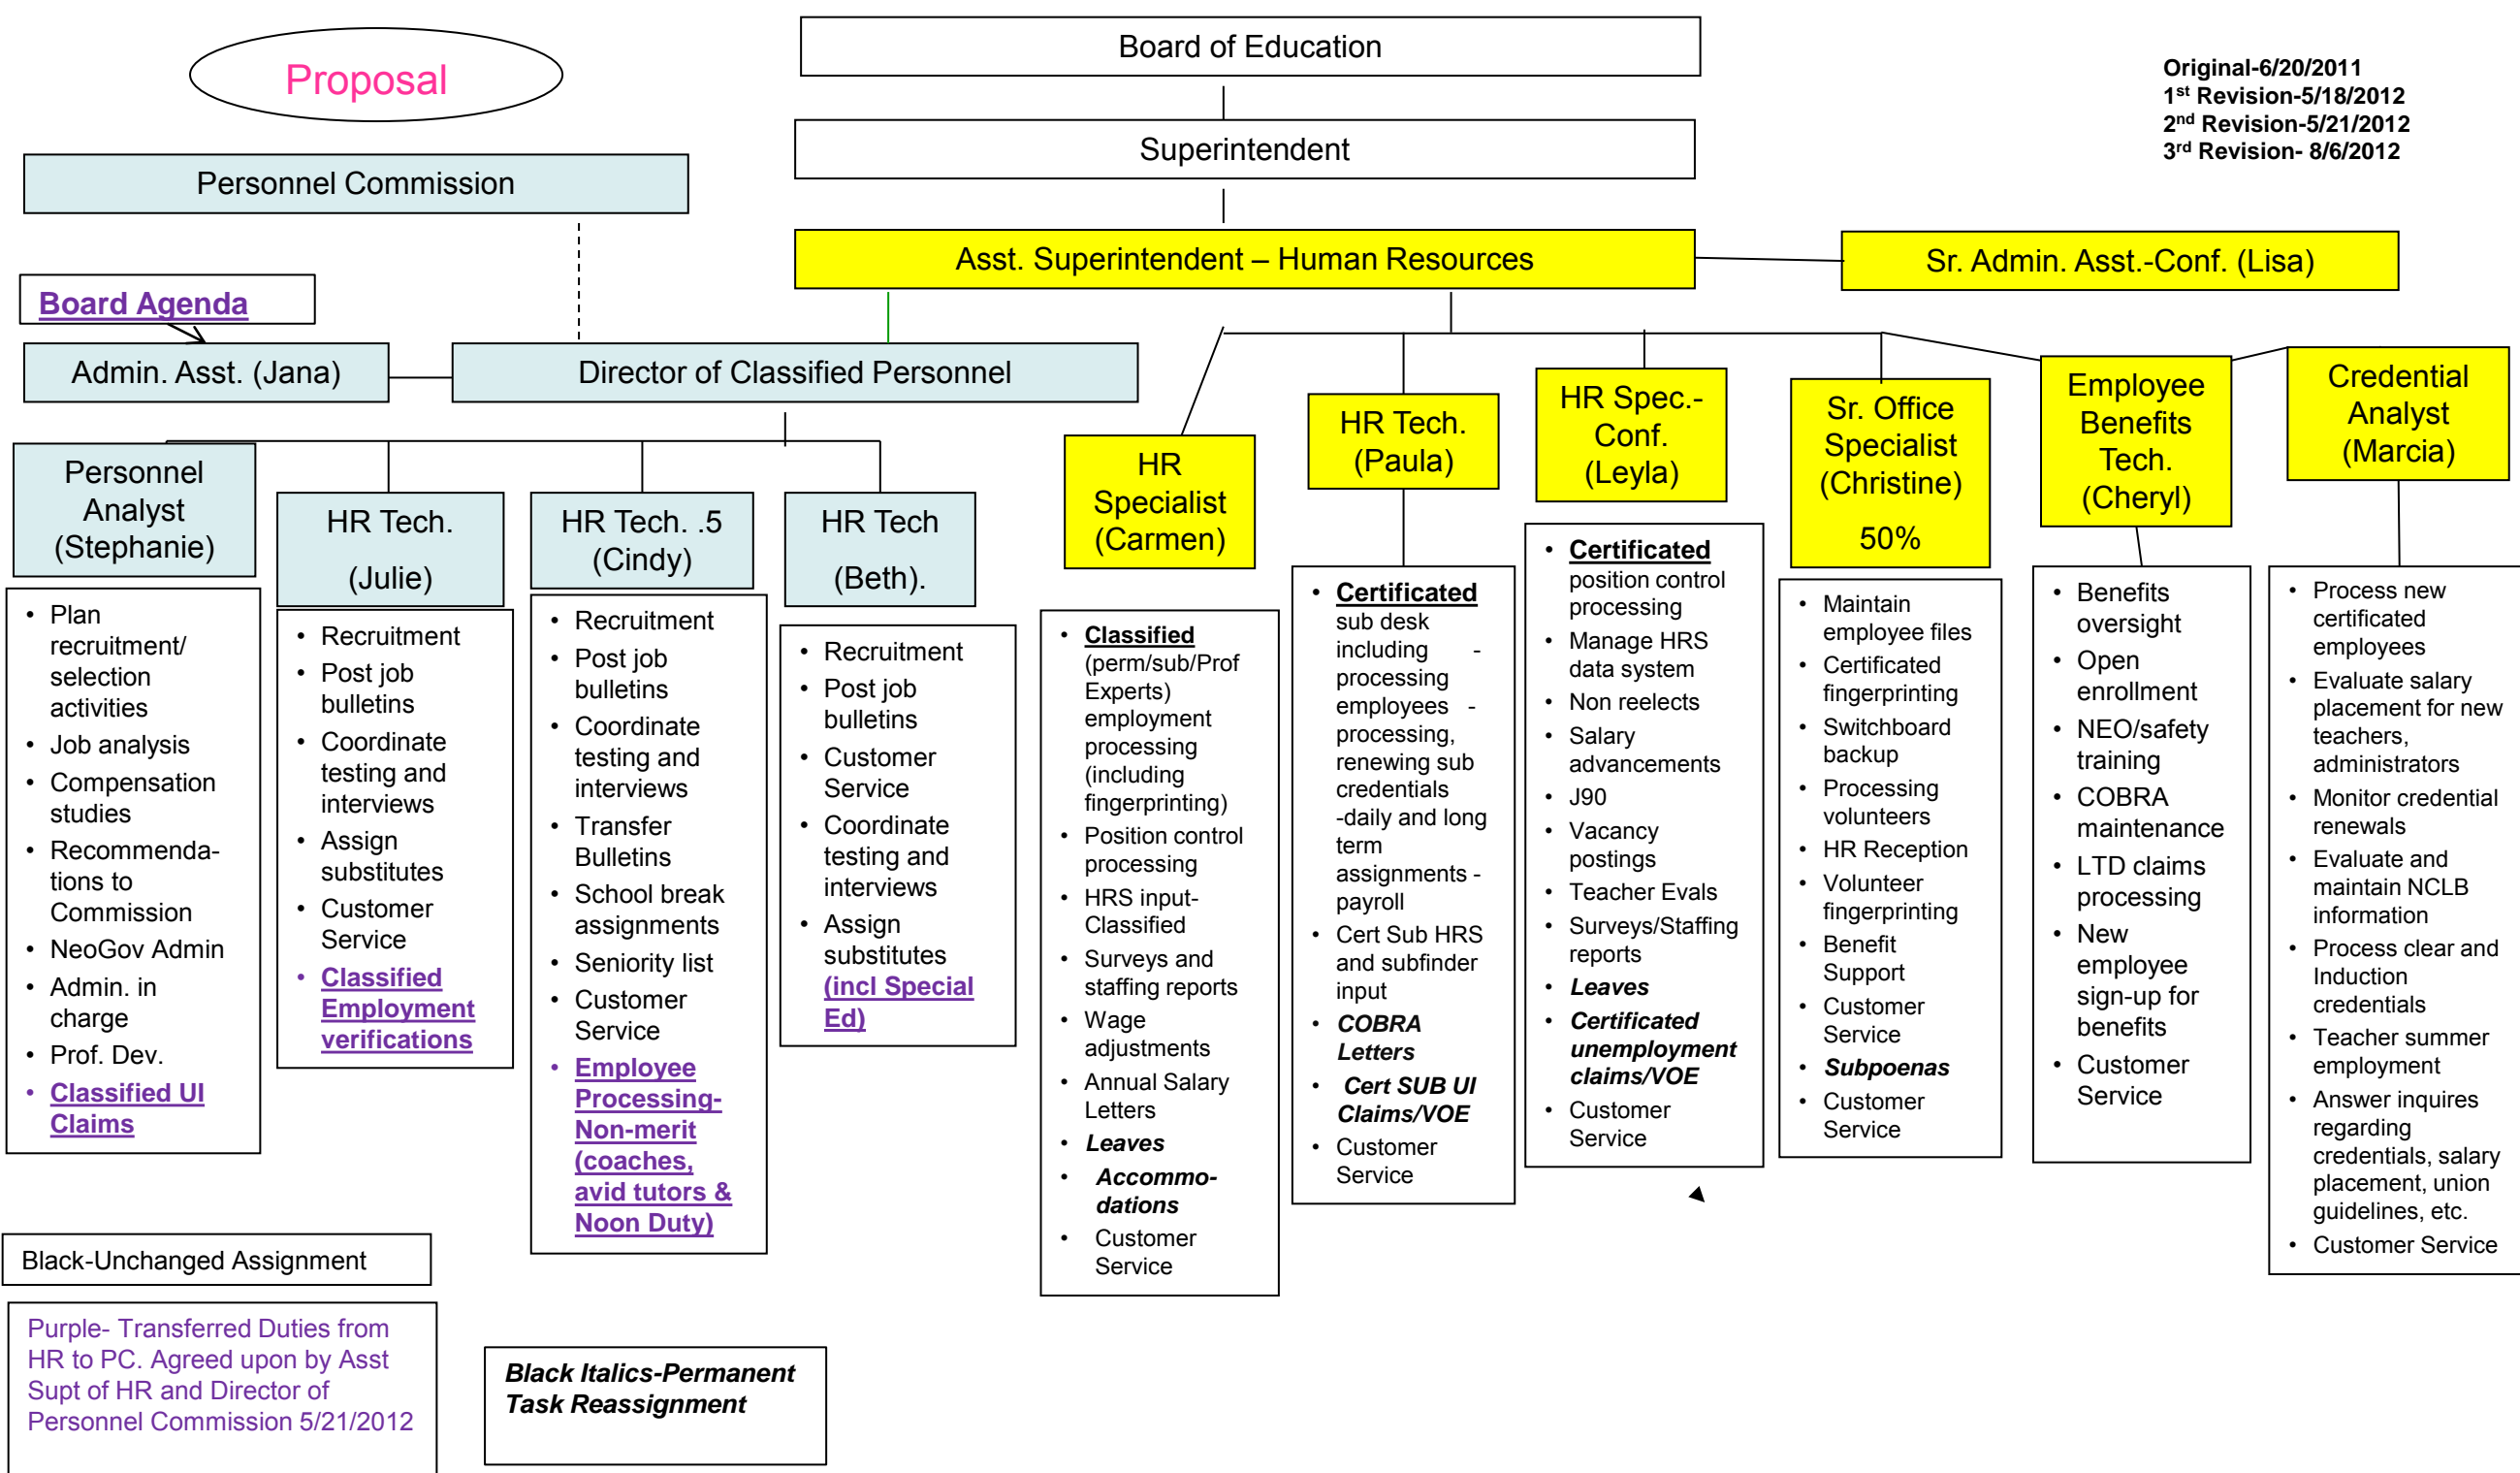 Proposal
Board of Education
Original-6/20/2011
1st Revision-5/18/2012
2nd Revision-5/21/2012
3rd Revision- 8/6/2012
Superintendent
Personnel Commission
Asst. Superintendent – Human Resources
Sr. Admin. Asst.-Conf. (Lisa)
Board Agenda
Admin. Asst. (Jana)
Director of Classified Personnel
Personnel
Analyst
(Stephanie)
• Plan
recruitment/
selection
activities
• Job analysis
• Compensation
studies
• Recommenda-
tions to
Commission
• NeoGov Admin
• Admin. in
charge
• Prof. Dev.
• Classified UI
Claims
HR Tech.
(Julie)
• Recruitment
• Post job
bulletins
• Coordinate
testing and
interviews
• Assign
substitutes
• Customer
Service
• Classified
Employment
verifications
HR Tech. .5
(Cindy)
• Recruitment
• Post job
bulletins
• Coordinate
testing and
interviews
• Transfer
Bulletins
• School break
assignments
• Seniority list
• Customer
Service
• Employee
Processing-
Non-merit
(coaches,
avid tutors &
Noon Duty)
HR Tech
(Beth).
• Recruitment
• Post job
bulletins
• Customer
Service
• Coordinate
testing and
interviews
• Assign
substitutes
(incl Special
Ed)
HR
Specialist
(Carmen)
• Classified
(perm/sub/Prof
Experts)
employment
processing
(including
fingerprinting)
• Position control
processing
• HRS input-
Classified
• Surveys and
staffing reports
• Wage
adjustments
• Annual Salary
Letters
• Leaves
• Accommo-
dations
• Customer
Service
HR Tech.
(Paula)
• Certificated
sub desk
including -
processing
employees -
processing,
renewing sub
credentials
-daily and long
term
assignments -
payroll
• Cert Sub HRS
and subfinder
input
• COBRA
Letters
• Cert SUB UI
Claims/VOE
• Customer
Service
HR Spec.-
Conf.
(Leyla)
• Certificated
position control
processing
• Manage HRS
data system
• Non reelects
• Salary
advancements
• J90
• Vacancy
postings
• Teacher Evals
• Surveys/Staffing
reports
• Leaves
• Certificated
unemployment
claims/VOE
• Customer
Service
Sr. Office
Specialist
(Christine)
50%
• Maintain
employee files
• Certificated
fingerprinting
• Switchboard
backup
• Processing
volunteers
• HR Reception
• Volunteer
fingerprinting
• Benefit
Support
• Customer
Service
• Subpoenas
• Customer
Service
Employee
Benefits
Tech.
(Cheryl)
• Benefits
oversight
• Open
enrollment
• NEO/safety
training
• COBRA
maintenance
• LTD claims
processing
• New
employee
sign-up for
benefits
• Customer
Service
Credential
Analyst
(Marcia)
• Process new
certificated
employees
• Evaluate salary
placement for new
teachers,
administrators
• Monitor credential
renewals
• Evaluate and
maintain NCLB
information
• Process clear and
Induction
credentials
• Teacher summer
employment
• Answer inquires
regarding
credentials, salary
placement, union
guidelines, etc.
• Customer Service
Black-Unchanged Assignment
Purple- Transferred Duties from
HR to PC. Agreed upon by Asst
Supt of HR and Director of
Personnel Commission 5/21/2012
Black Italics-Permanent
Task Reassignment